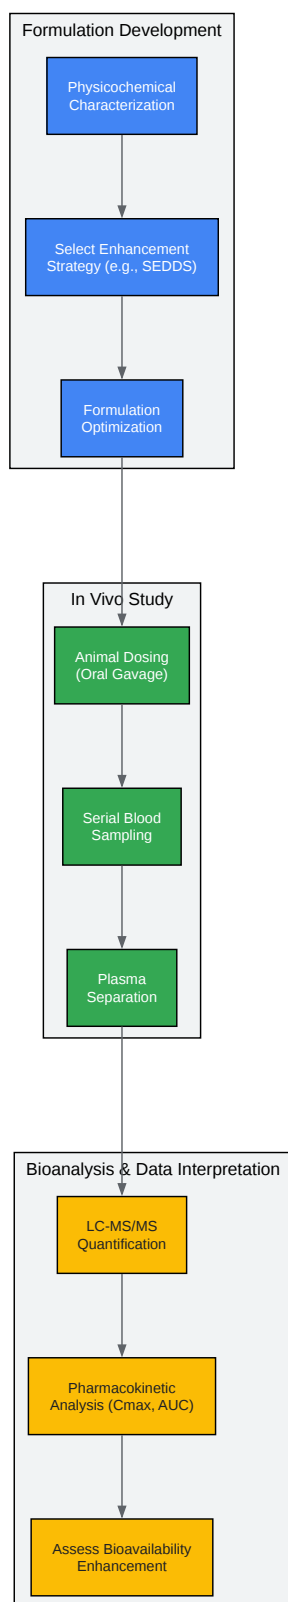 Formulation Development
Physicochemical
Characterization
Select Enhancement
Strategy (e.g., SEDDS)
Formulation
Optimization
In Vivo Study
Animal Dosing
(Oral Gavage)
Serial Blood
Sampling
Plasma
Separation
Bioanalysis & Data Interpretation
LC-MS/MS
Quantification
Pharmacokinetic
Analysis (Cmax, AUC)
Assess Bioavailability
Enhancement